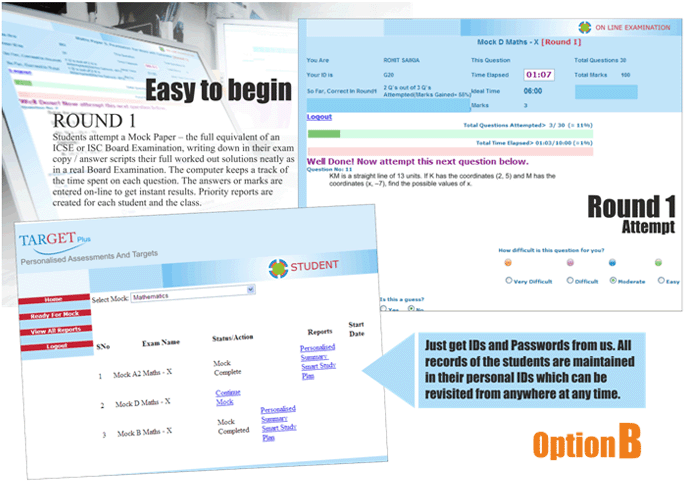 Easy to begin
ROUND 1
Students attempt a Mock Paper – the full equivalent of an
ICSE or ISC Board Examination, writing down in their exam
copy / answer scripts their full worked out solutions neatly as
in a real Board Examination. The computer keeps a track of
the time spent on each question. The answers or marks are
entered on-line to get instant results. Priority reports are
created for each student and the class.
ON LINE EXAMINATION
Mock D Maths - X [Round 1]
You Are ROHIT SARDA This Question Total Questions 30
Your ID is G20 Time Elapsed 01:07 Total Marks 100
So Far, Correct In Round1 2 Q's out of 3 Q's Ideal Time 06:00
Attempted(Marks Gained= 50%)
Marks 3
Logout
Total Questions Attempted> 3/ 30 (= 11%)
Total Time Elapsed> 01:03/10:00 (= 11%)
Well Done! Now attempt this next question below.
Question No: 11
KM is a straight line of 13 units. If K has the coordinates (2, 5) and M has the
coordinates (x, –7), find the possible values of x.
Round 1
Attempt
How difficult is this question for you?
Very Difficult Difficult Moderate Easy
Is this a guess?
Yes No
TARGET Plus
Personalised Assessments And Targets
STUDENT
Home
Ready For Mock
View All Reports
Logout
Select Mock: Mathematics
SNo Exam Name Status/Action Reports Start Date
1 Mock A2 Maths - X Mock Complete Personalised Summary Smart Study Plan
2 Mock D Maths - X Continue Mock
3 Mock B Maths - X Mock Completed Personalised Summary Smart Study Plan
Just get IDs and Passwords from us. All
records of the students are maintained
in their personal IDs which can be
revisited from anywhere at any time.
Option B